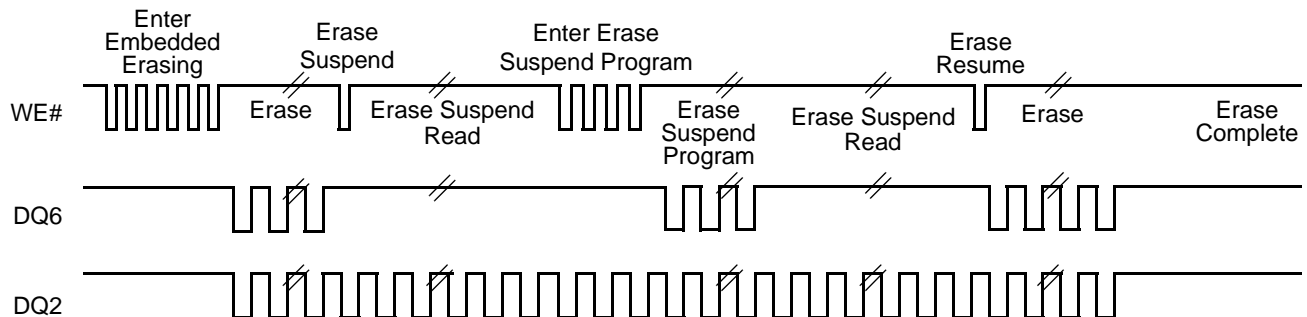 Enter
Embedded
Erasing
Erase
Suspend
Enter Erase
Suspend Program
Erase
Resume
WE#
Erase
Erase Suspend
Read
Erase
Suspend
Program
Erase Suspend
Read
Erase
Erase
Complete
DQ6
DQ2